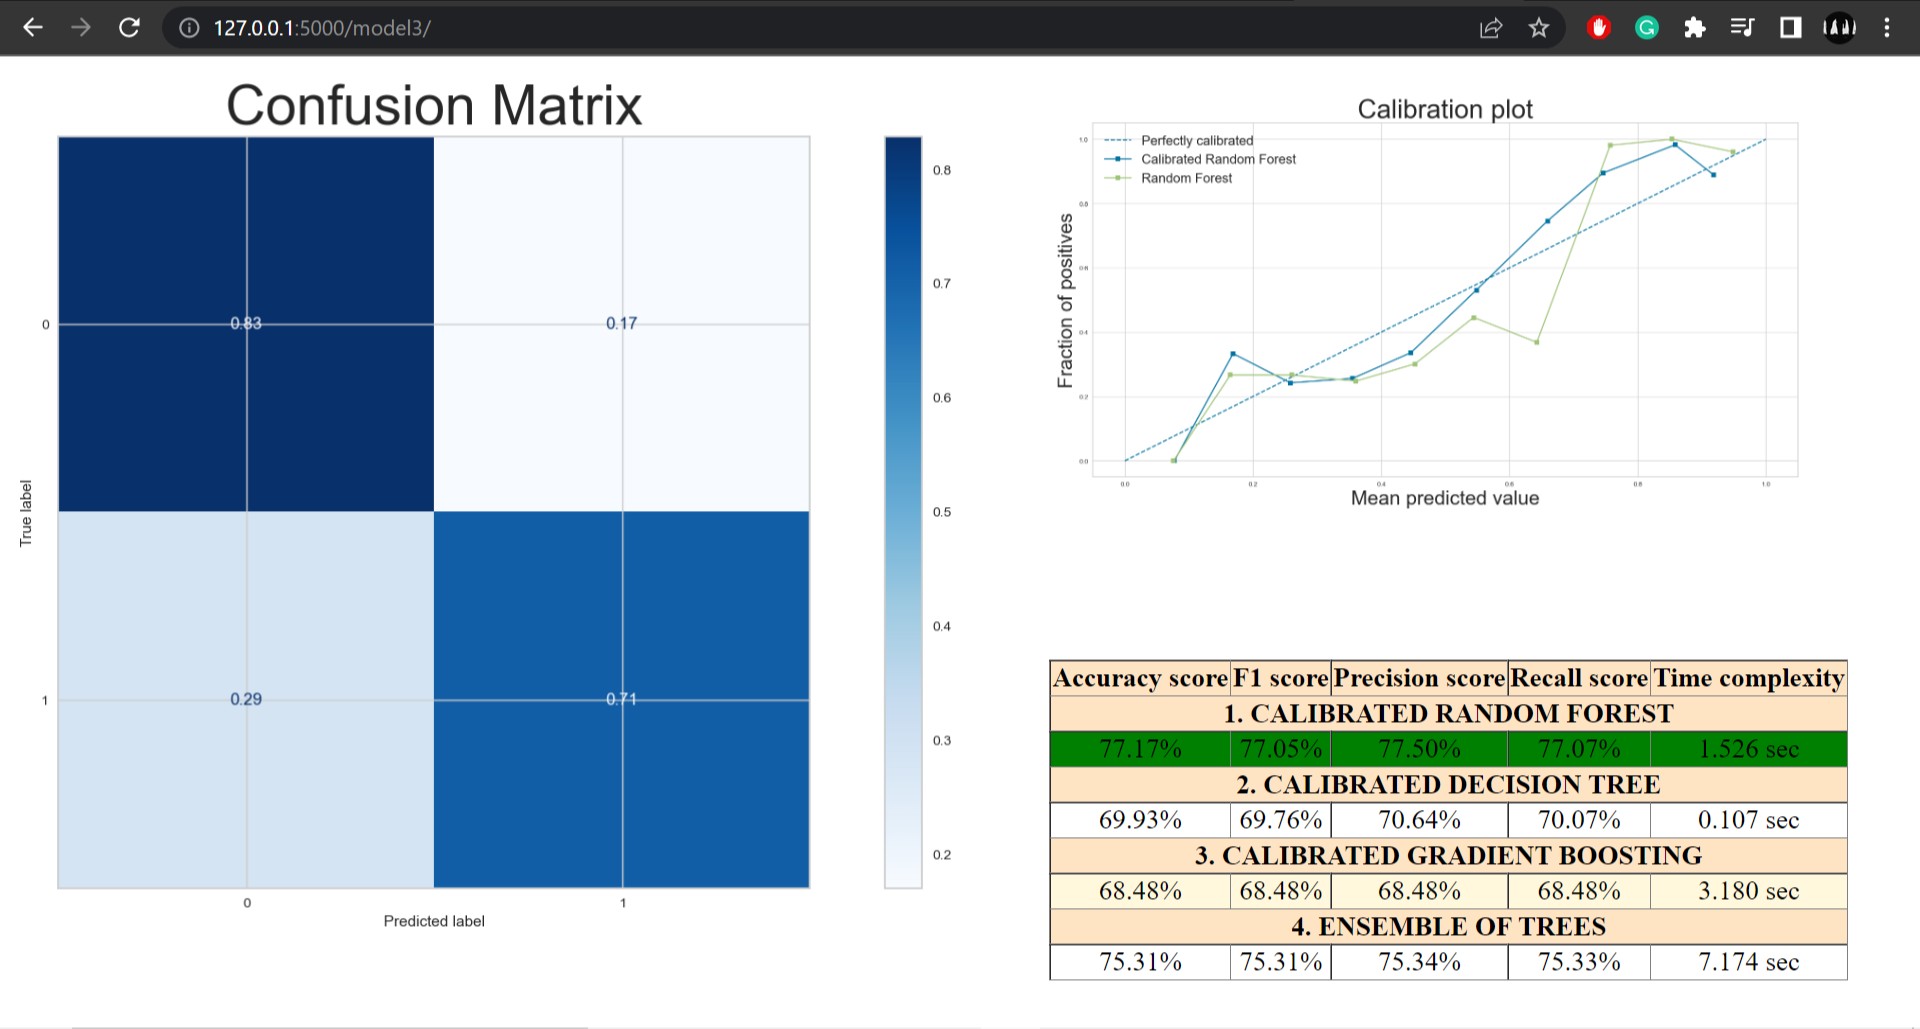 127.0.0.1:5000/model3/
Confusion Matrix
0.83 0.17
0.29 0.71
True label
0
1
0 1
Predicted label
0.8
0.7
0.6
0.5
0.4
0.3
0.2
Calibration plot
Perfectly calibrated
Calibrated Random Forest
Random Forest
Fraction of positives
1.0
0.8
0.6
0.4
0.2
0.0
0.0 0.2 0.4 0.6 0.8 1.0
Mean predicted value
Accuracy score F1 score Precision score Recall score Time complexity
1. CALIBRATED RANDOM FOREST
77.17% 77.05% 77.50% 77.07% 1.526 sec
2. CALIBRATED DECISION TREE
69.93% 69.76% 70.64% 70.07% 0.107 sec
3. CALIBRATED GRADIENT BOOSTING
68.48% 68.48% 68.48% 68.48% 3.180 sec
4. ENSEMBLE OF TREES
75.31% 75.31% 75.34% 75.33% 7.174 sec